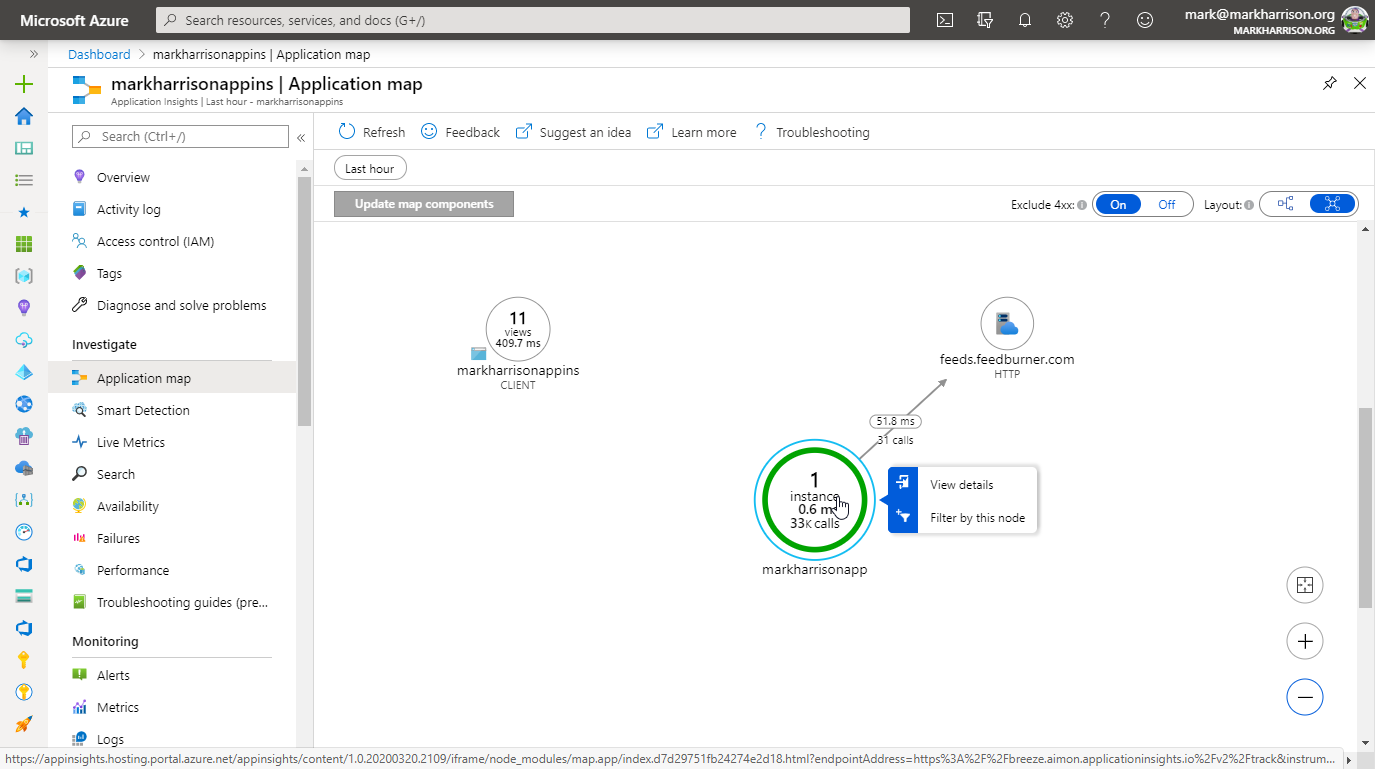 Microsoft Azure
Search resources, services, and docs (G+/)
mark@markharrison.org
MARKHARRISON.ORG
Dashboard > markharrisonappins | Application map
markharrisonappins | Application map
Application Insights | Last hour - markharrisonappins
Search (Ctrl+/)
Overview
Activity log
Access control (IAM)
Tags
Diagnose and solve problems
Investigate
Application map
Smart Detection
Live Metrics
Search
Availability
Failures
Performance
Troubleshooting guides (pre...
Monitoring
Alerts
Metrics
Logs
Refresh
Feedback
Suggest an idea
Learn more
Troubleshooting
Last hour
Update map components
Exclude 4xx: On Off
Layout:
11
views
409.7 ms
markharrisonappins
CLIENT
feeds.feedburner.com
HTTP
51.8 ms
31 calls
1
instance
0.6 m
33K calls
markharrisonapp
View details
Filter by this node
https://appinsights.hosting.portal.azure.net/appinsights/content/1.0.20200320.2109/iframe/node_modules/map.app/index.d7d29751fb24274e2d18.html?endpointAddress=https%3A%2F%2Fbreeze.aimon.applicationinsights.io%2Fv2%2Ftrack&instrum...